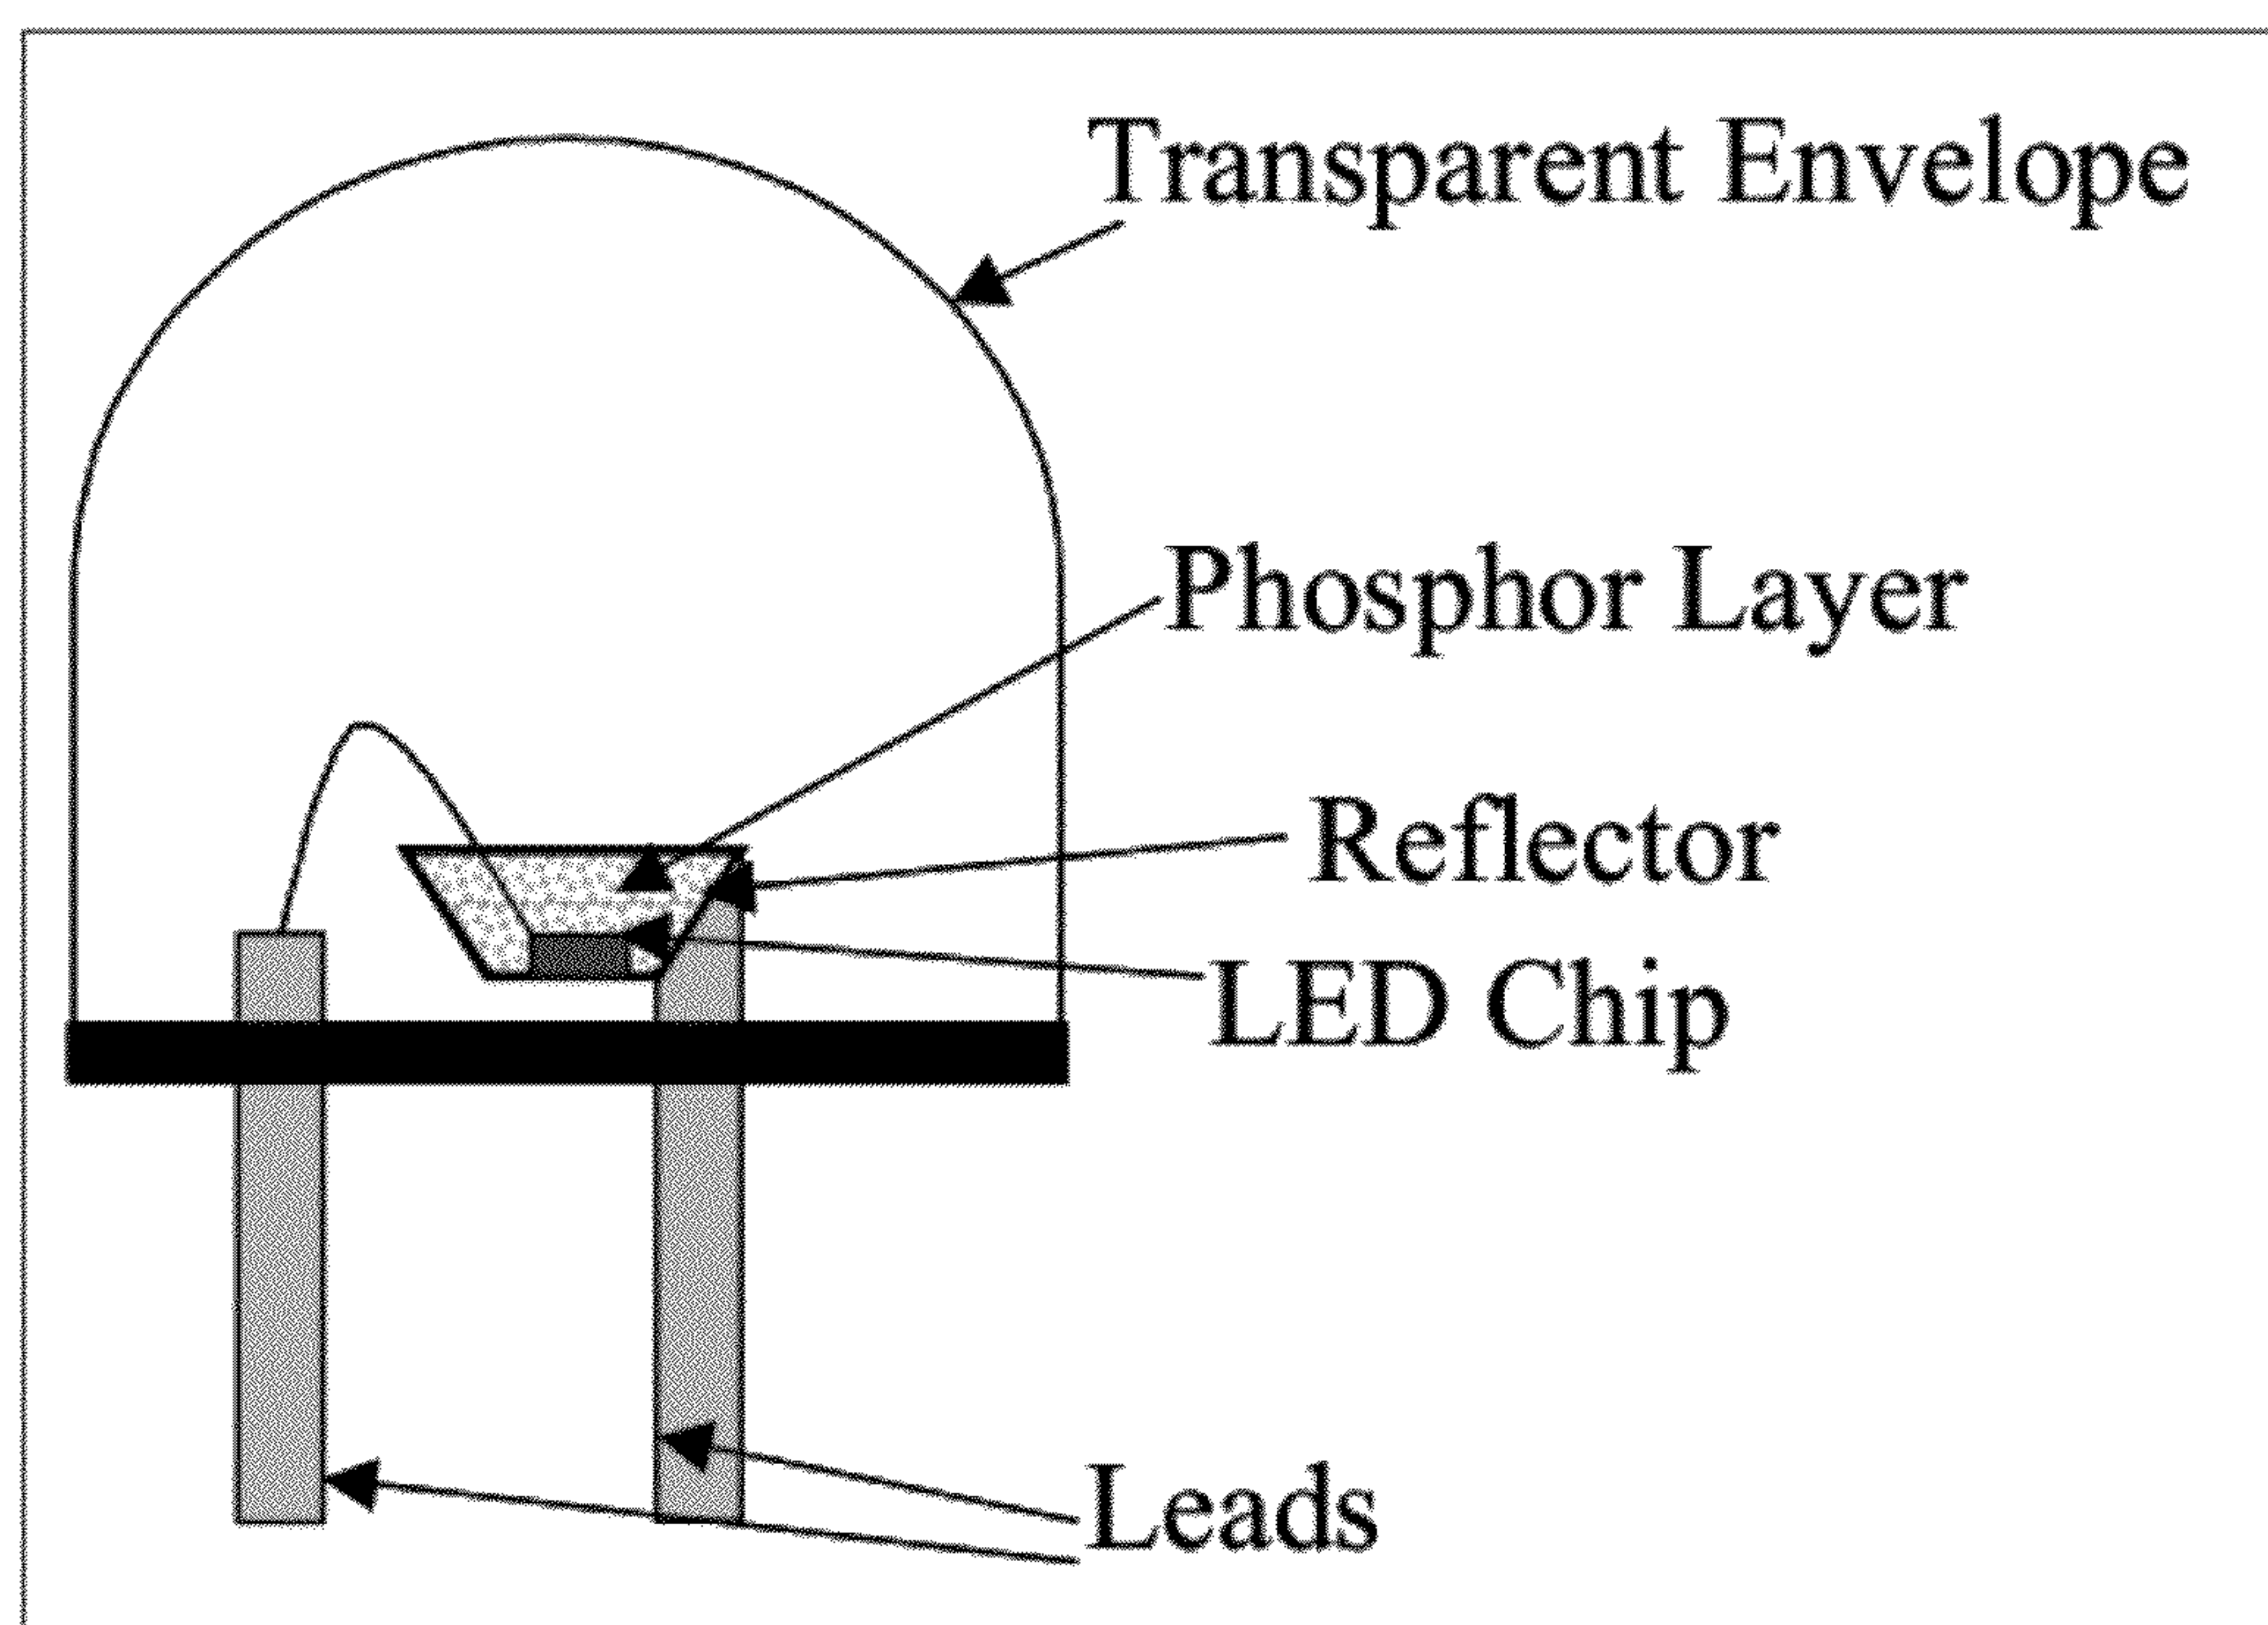 Transparent Envelope
Phosphor Layer
Reflector
LED Chip
Leads